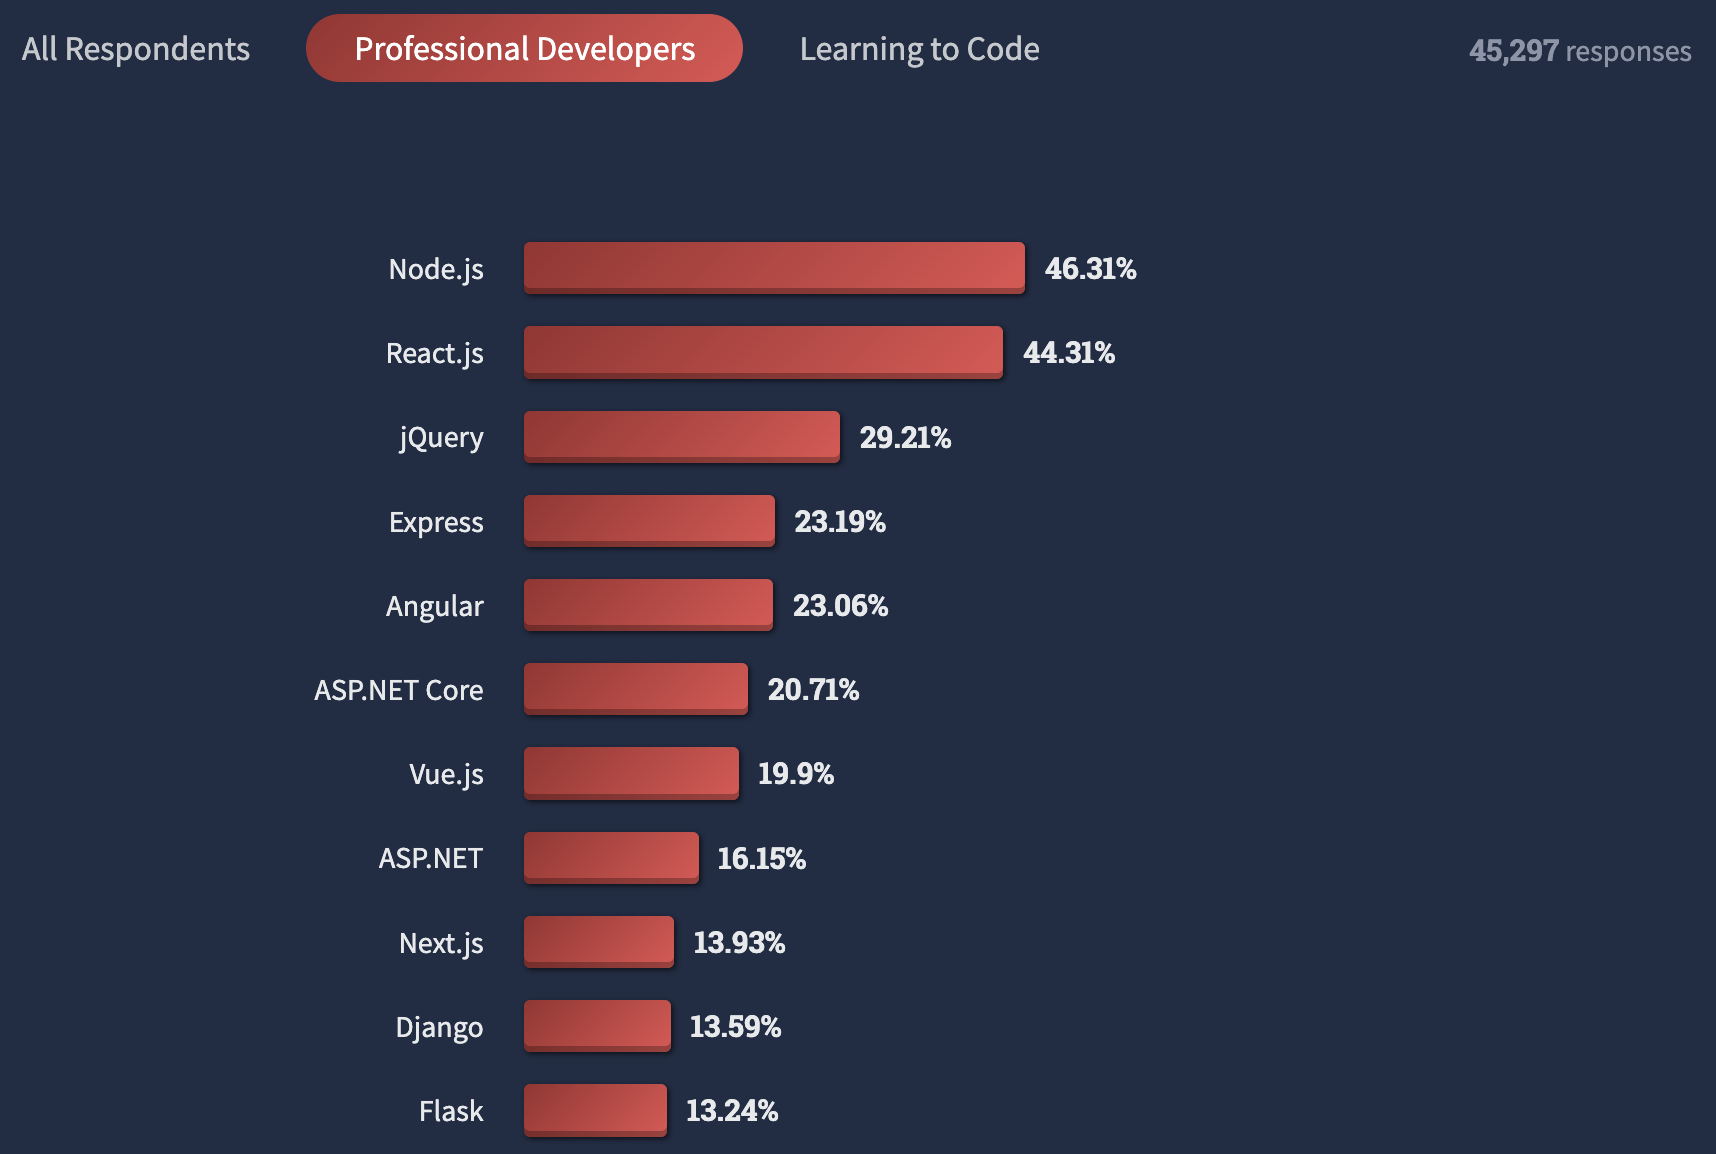 All Respondents Professional Developers Learning to Code 45,297 responses
Node.js 46.31%
React.js 44.31%
jQuery 29.21%
Express 23.19%
Angular 23.06%
ASP.NET Core 20.71%
Vue.js 19.9%
ASP.NET 16.15%
Next.js 13.93%
Django 13.59%
Flask 13.24%